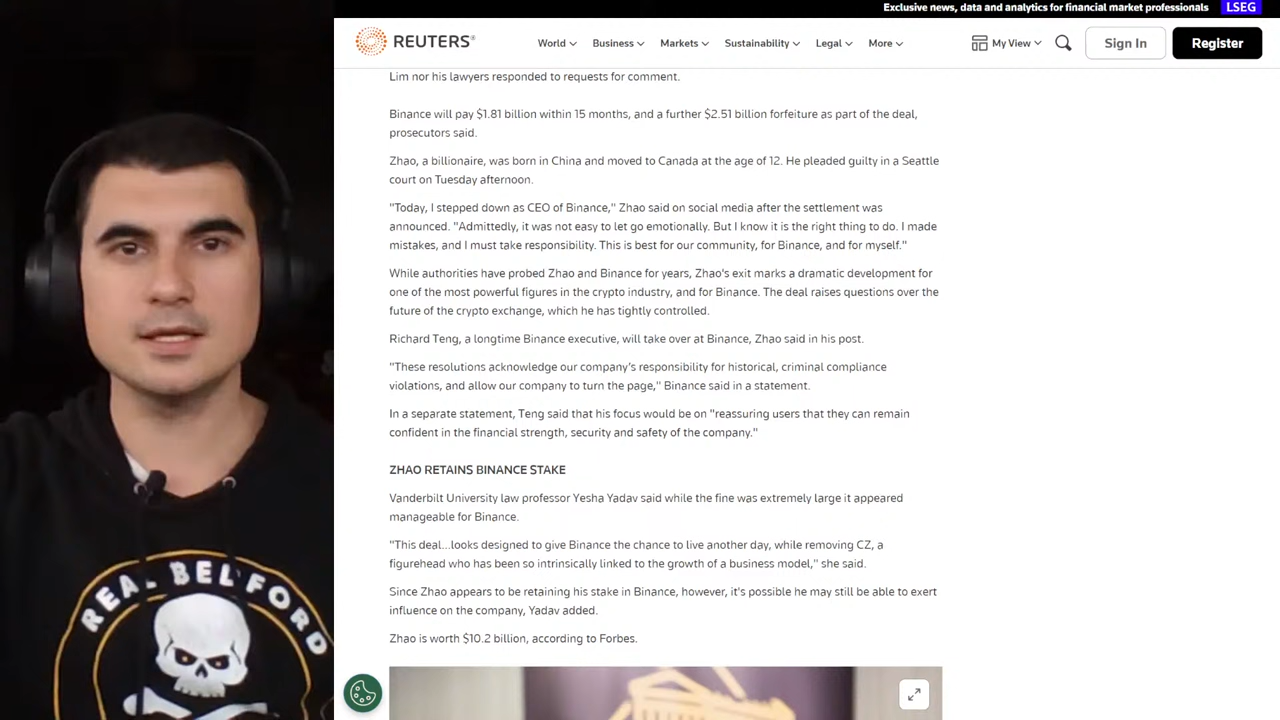 Exclusive news, data and analytics for financial market professionals LSEG
REUTERS® World Business Markets Sustainability Legal More My View Sign In Register
Lim nor his lawyers responded to requests for comment.
Binance will pay $1.81 billion within 15 months, and a further $2.51 billion forfeiture as part of the deal,
prosecutors said.
Zhao, a billionaire, was born in China and moved to Canada at the age of 12. He pleaded guilty in a Seattle
court on Tuesday afternoon.
"Today, I stepped down as CEO of Binance," Zhao said on social media after the settlement was
announced. "Admittedly, it was not easy to let go emotionally. But I know it is the right thing to do. I made
mistakes, and I must take responsibility. This is best for our community, for Binance, and for myself."
While authorities have probed Zhao and Binance for years, Zhao's exit marks a dramatic development for
one of the most powerful figures in the crypto industry, and for Binance. The deal raises questions over the
future of the crypto exchange, which he has tightly controlled.
Richard Teng, a longtime Binance executive, will take over at Binance, Zhao said in his post.
"These resolutions acknowledge our company's responsibility for historical, criminal compliance
violations, and allow our company to turn the page," Binance said in a statement.
In a separate statement, Teng said that his focus would be on "reassuring users that they can remain
confident in the financial strength, security and safety of the company."
ZHAO RETAINS BINANCE STAKE
Vanderbilt University law professor Yesha Yadav said while the fine was extremely large it appeared
manageable for Binance.
"This deal...looks designed to give Binance the chance to live another day, while removing CZ, a
figurehead who has been so intrinsically linked to the growth of a business model," she said.
Since Zhao appears to be retaining his stake in Binance, however, it's possible he may still be able to exert
influence on the company, Yadav added.
Zhao is worth $10.2 billion, according to Forbes.
REAL BELFORD